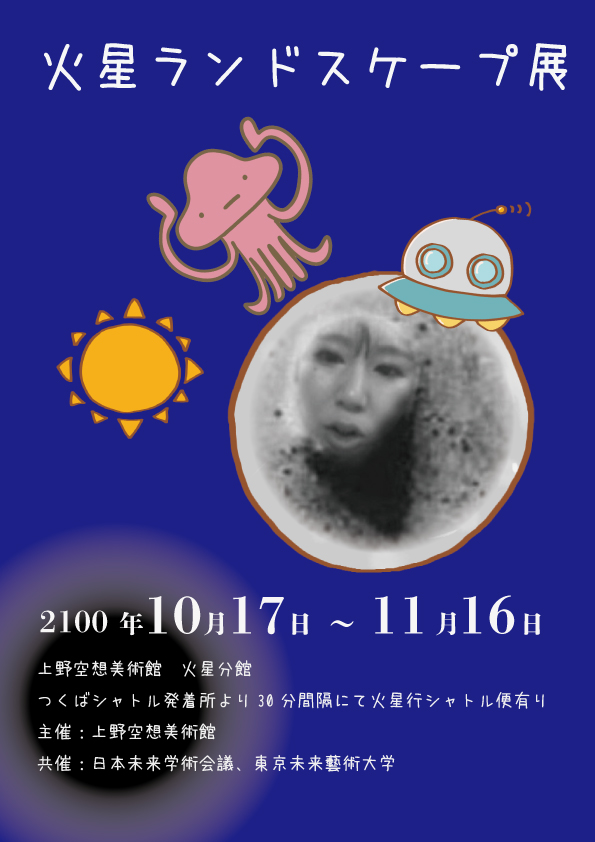 火星ランドスケープ展
2100年10月17日 ～ 11月16日
上野空想美術館　火星分館
つくばシャトル発着所より30分間隔にて火星行シャトル便有り
主催：上野空想美術館
共催：日本未来学術会議、東京未来藝術大学